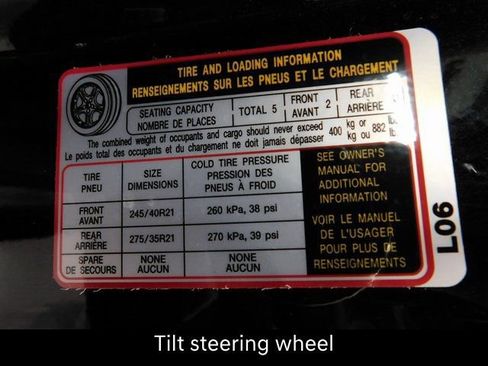 TIRE AND LOADING INFORMATION
RENSEIGNEMENTS SUR LES PNEUS ET LE CHARGEMENT
SEATING CAPACITY
NOMBRE DE PLACES
TOTAL 5
FRONT
AVANT 2
REAR
ARRIÈRE
The combined weight of occupants and cargo should never exceed
Le poids total des occupants et du chargement ne doit jamais dépasser
400 kg or 882 lb
kg ou
TIRE
PNEU
SIZE
DIMENSIONS
COLD TIRE PRESSURE
PRESSION DES
PNEUS À FROID
FRONT
AVANT
245/40R21
260 kPa, 38 psi
REAR
ARRIÈRE
275/35R21
270 kPa, 39 psi
SPARE
DE SECOURS
NONE
AUCUN
NONE
AUCUN
SEE OWNER'S
MANUAL FOR
ADDITIONAL
INFORMATION
VOIR LE MANUEL
DE L'USAGER
POUR PLUS DE
RENSEIGNEMENTS
L06
Tilt steering wheel